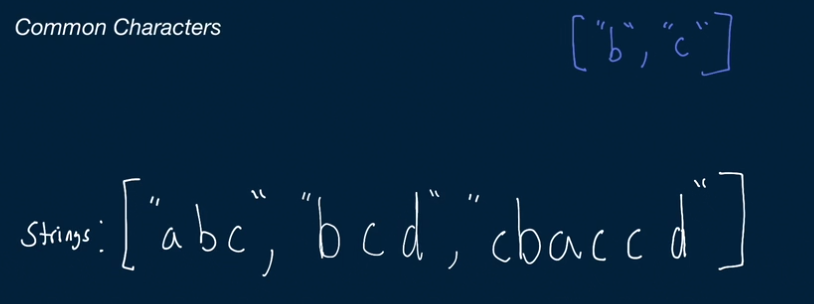 Common Characters
["b", "c"]
Strings: ["abc", "bcd", "cbaccd"]